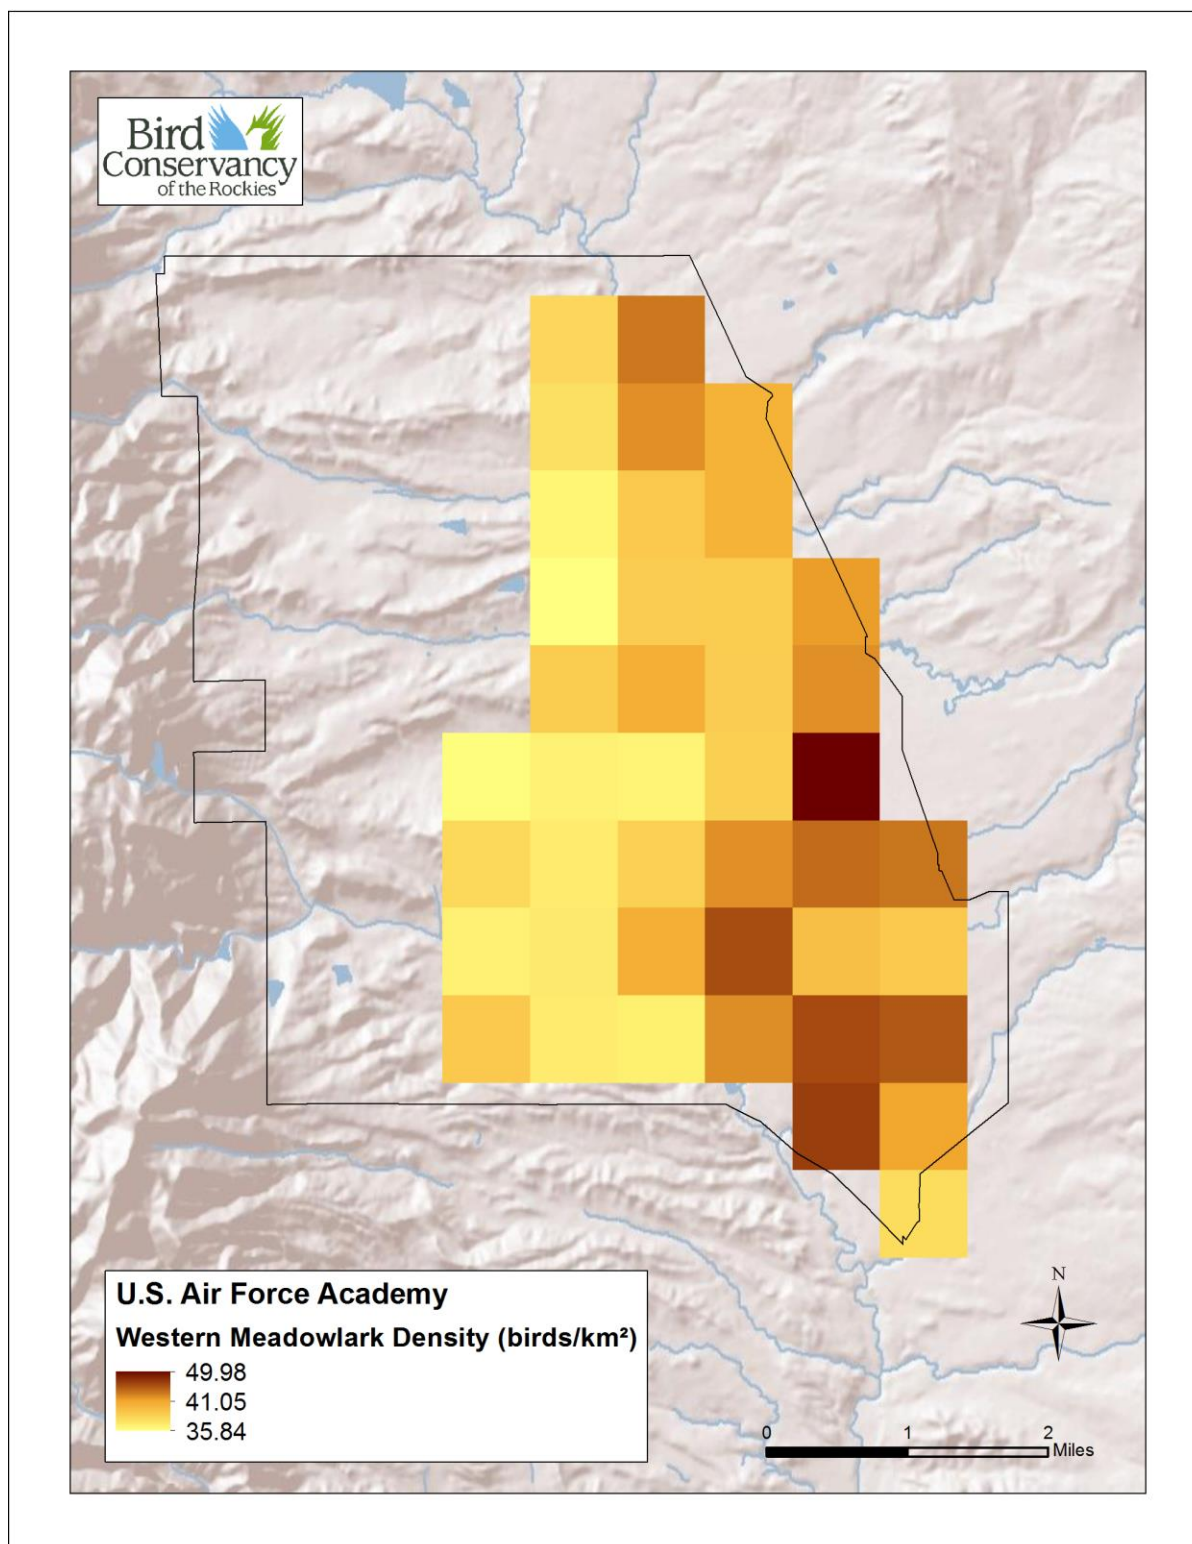 Bird
Conservancy
of the Rockies
U.S. Air Force Academy
Western Meadowlark Density (birds/km²)
49.98
41.05
35.84
N
0 1 2
Miles